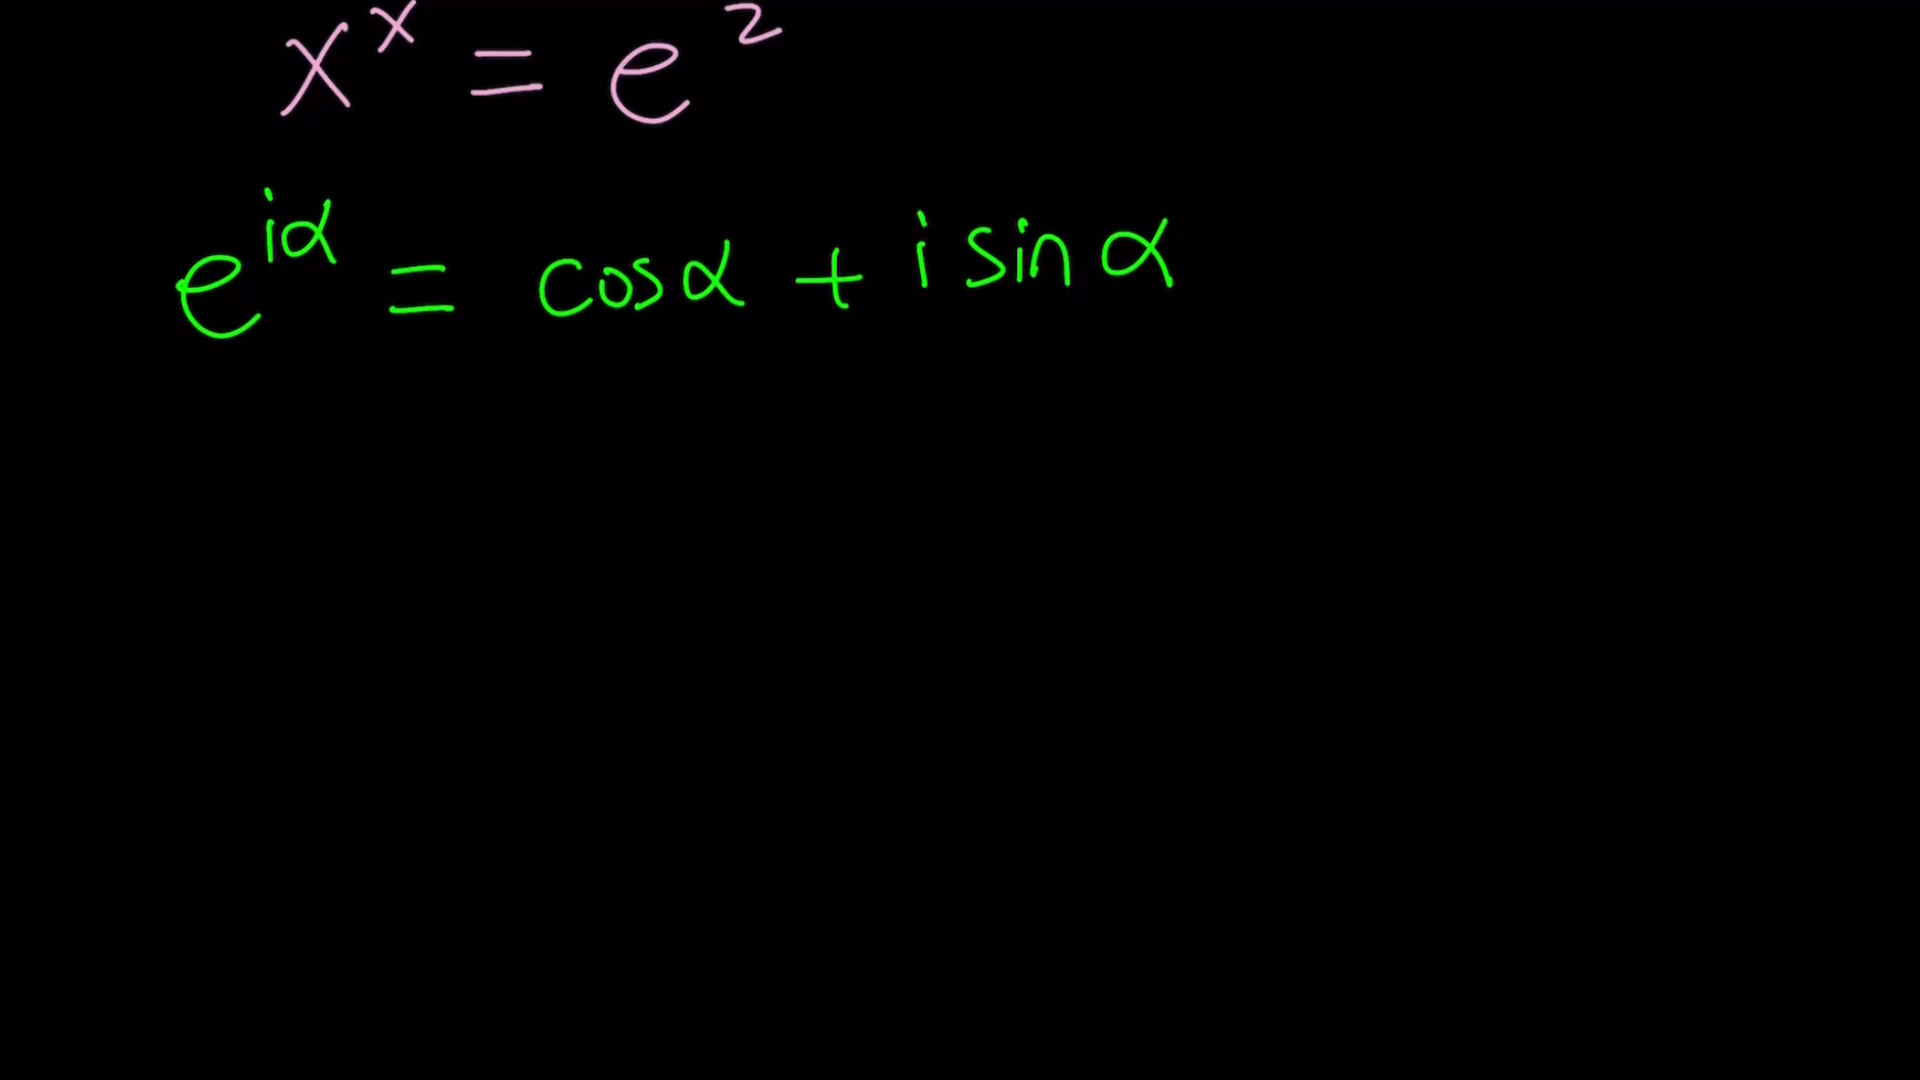 x^x = e^2
e^{iα} = cosα + i sin α